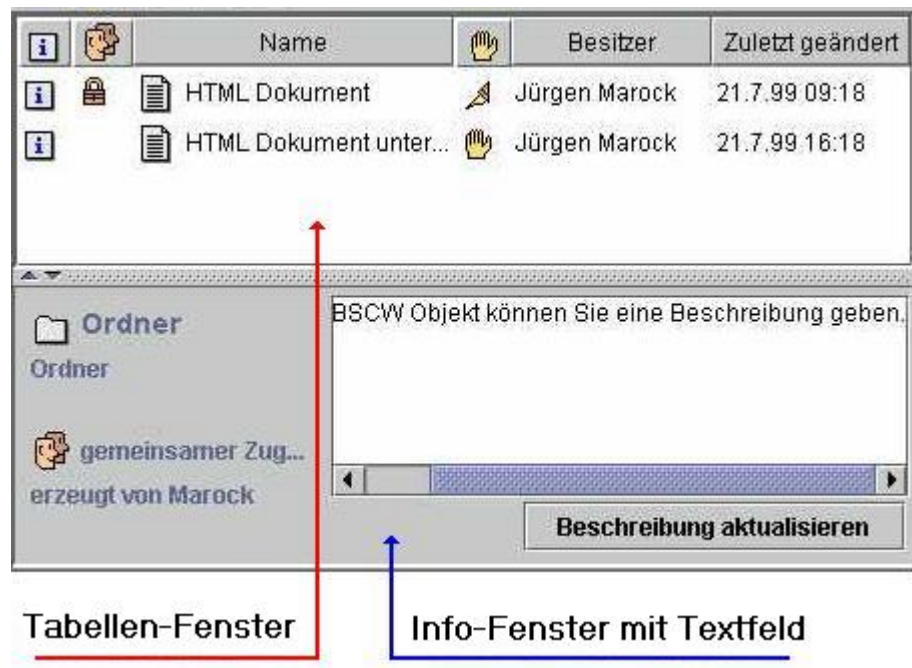 Name Besitzer Zuletzt geändert
HTML Dokument Jürgen Marock 21.7.99 09:18
HTML Dokument unter... Jürgen Marock 21.7.99 16:18
Ordner
Ordner
gemeinsamer Zug...
erzeugt von Marock
BSCW Objekt können Sie eine Beschreibung geben.
Beschreibung aktualisieren
Tabellen-Fenster
Info-Fenster mit Textfeld